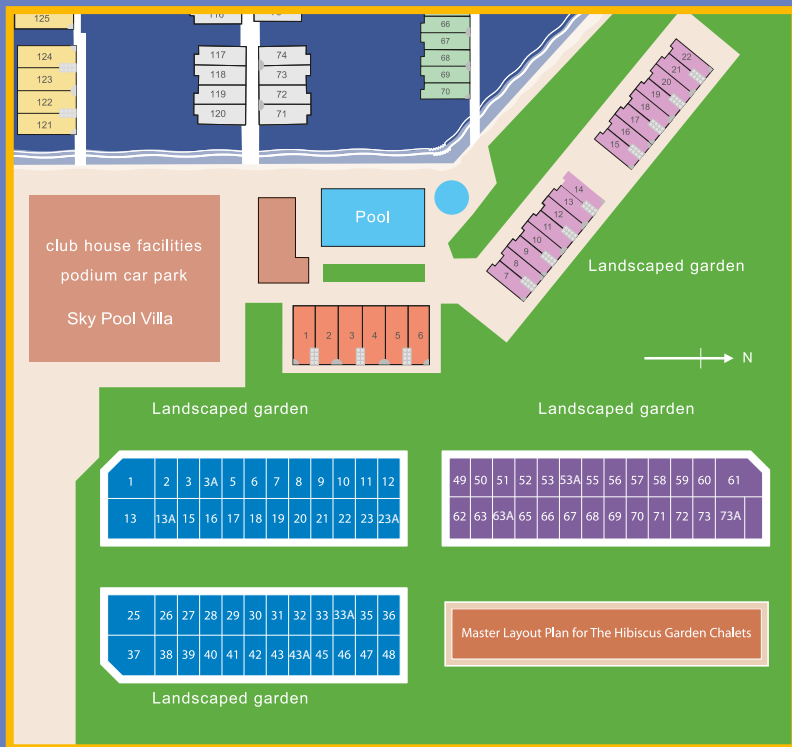 125
116
73
66
67
68
69
70
124
123
122
121
117
118
119
120
74
73
72
71
22
21
20
19
18
17
16
15
14
13
12
11
10
9
8
7
Pool
club house facilities
podium car park
Sky Pool Villa
Landscaped garden
1 2 3 4 5 6
N
Landscaped garden
Landscaped garden
1 2 3 3A 5 6 7 8 9 10 11 12
13 13A 15 16 17 18 19 20 21 22 23 23A
49 50 51 52 53 53A 55 56 57 58 59 60 61
62 63 63A 65 66 67 68 69 70 71 72 73 73A
25 26 27 28 29 30 31 32 33 33A 35 36
37 38 39 40 41 42 43 43A 45 46 47 48
Master Layout Plan for The Hibiscus Garden Chalets
Landscaped garden